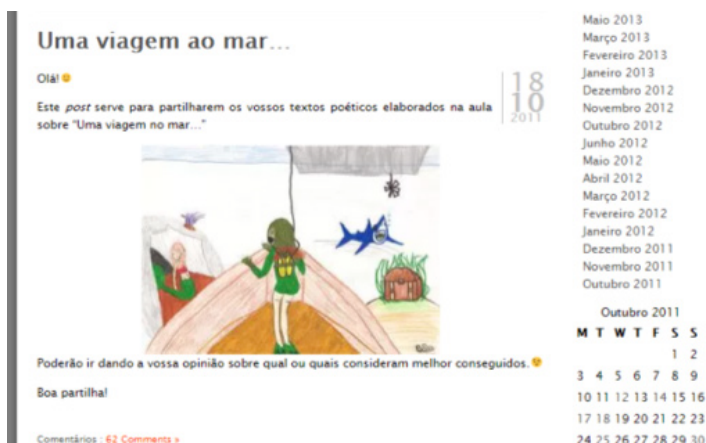 Uma viagem ao mar...
Olá!
18
10
2011
Este post serve para partilharem os vossos textos poéticos elaborados na aula
sobre "Uma viagem no mar..."
Poderão ir dando a vossa opinião sobre qual ou quais consideram melhor conseguidos.
Boa partilha!
Comentários : 62 Comments »
Maio 2013
Março 2013
Fevereiro 2013
Janeiro 2013
Dezembro 2012
Novembro 2012
Outubro 2012
Junho 2012
Maio 2012
Abril 2012
Março 2012
Fevereiro 2012
Janeiro 2012
Dezembro 2011
Novembro 2011
Outubro 2011
Outubro 2011
M T W T F S S
1 2
3 4 5 6 7 8 9
10 11 12 13 14 15 16
17 18 19 20 21 22 23
24 25 26 27 28 29 30